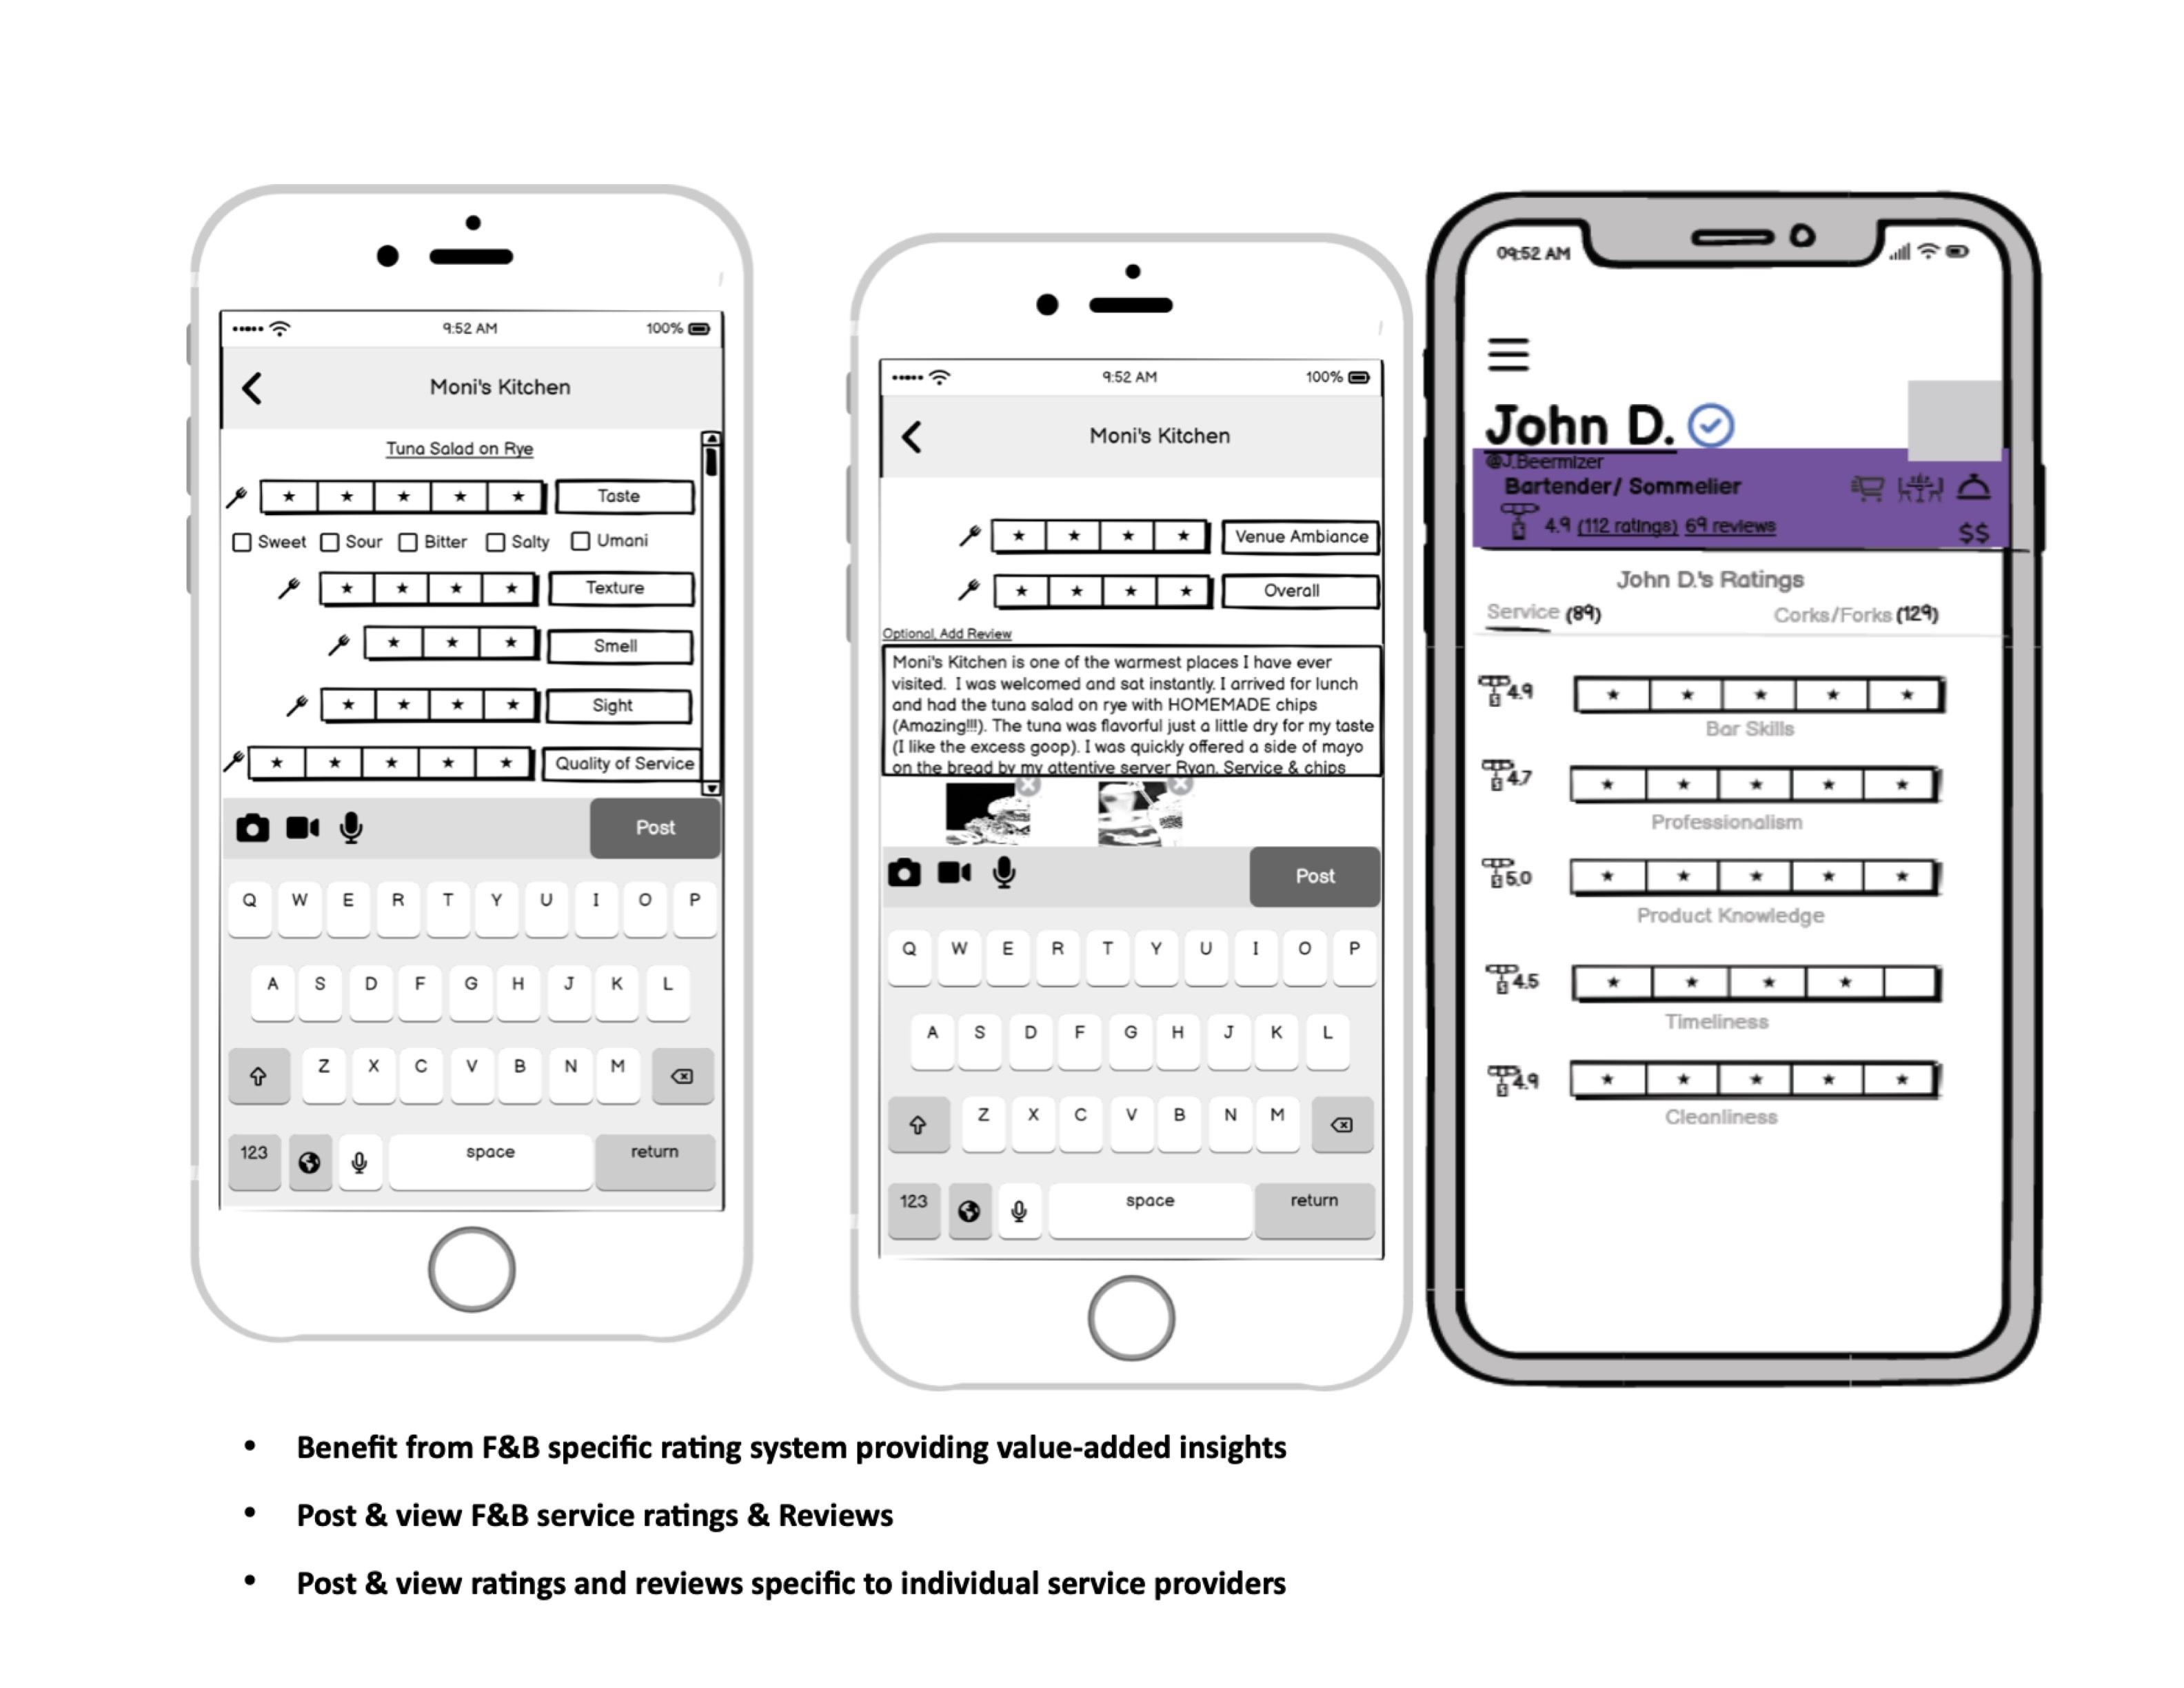 9:52 AM
100%
Moni's Kitchen
Tuna Salad on Rye
Taste
Sweet Sour Bitter Salty Umani
Texture
Smell
Sight
Quality of Service
Post
Q W E R T Y U I O P
A S D F G H J K L
Z X C V B N M
123 space return
9:52 AM
100%
Moni's Kitchen
Venue Ambiance
Overall
Optional, Add Review
Moni's Kitchen is one of the warmest places I have ever
visited. I was welcomed and sat instantly. I arrived for lunch
and had the tuna salad on rye with HOMEMADE chips
(Amazing!!!). The tuna was flavorful just a little dry for my taste
(I like the excess goop). I was quickly offered a side of mayo
on the bread by my attentive server Ryan. Service & chips
Post
Q W E R T Y U I O P
A S D F G H J K L
Z X C V B N M
123 space return
09:52 AM
John D.
@J.Beermizer
Bartender/ Sommelier
4.9 (112 ratings) 69 reviews
$$
John D.'s Ratings
Service (89) Corks/Forks (129)
4.9
Bar Skills
4.7
Professionalism
5.0
Product Knowledge
4.5
Timeliness
4.9
Cleanliness
• Benefit from F&B specific rating system providing value-added insights
• Post & view F&B service ratings & Reviews
• Post & view ratings and reviews specific to individual service providers